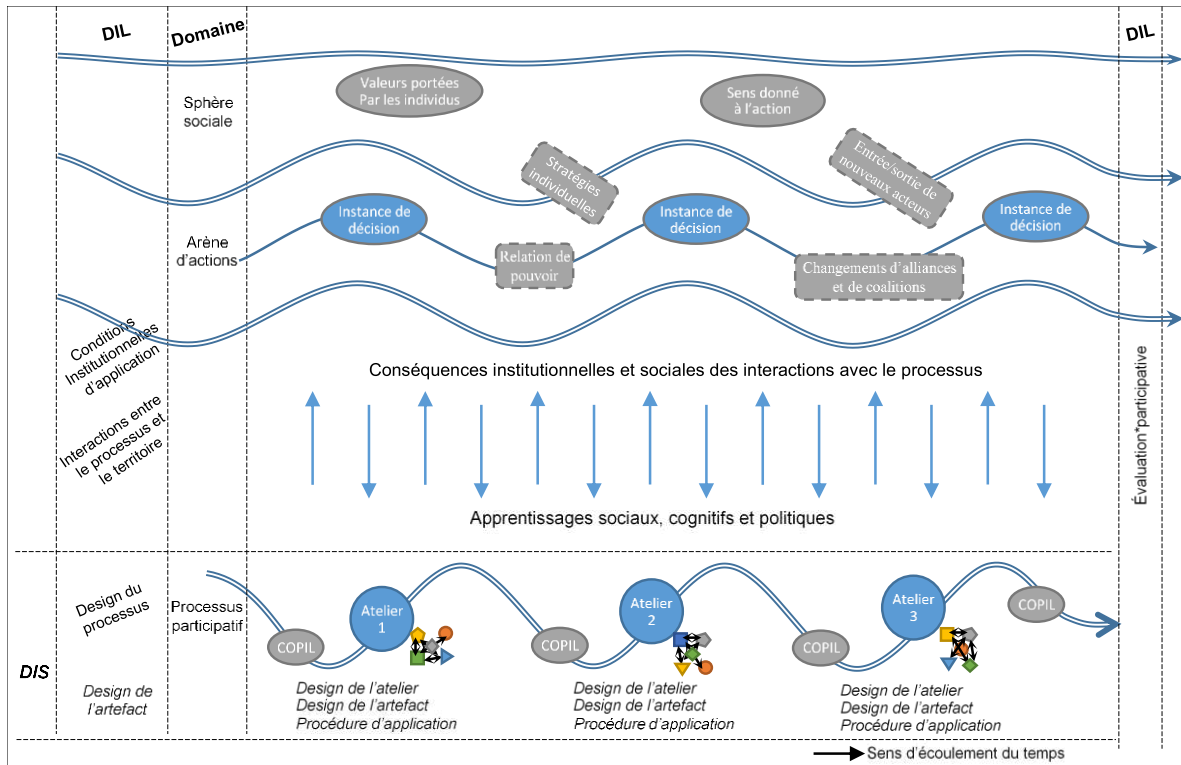 DIL
Domaine
DIL
Valeurs portées
Par les individus
Sens donné
à l'action
Sphère
sociale
Stratégies
individuelles
Entrée/sortie de
nouveaux acteurs
Instance de
décision
Instance de
décision
Instance de
décision
Arène
d'actions
Relation de
pouvoir
Changements d'alliances
et de coalitions
Conditions
Institutionnelles
d'application
Conséquences institutionnelles et sociales des interactions avec le processus
Interactions entre
le processus et
le territoire
Évaluation*participative
Apprentissages sociaux, cognitifs et politiques
Design du
processus
Processus
participatif
COPIL
Atelier
1
COPIL
Atelier
2
COPIL
Atelier
3
COPIL
DIS
Design de
l'artefact
Design de l'atelier
Design de l'artefact
Procédure d'application
Design de l'atelier
Design de l'artefact
Procédure d'application
Design de l'atelier
Design de l'artefact
Procédure d'application
Sens d'écoulement du temps